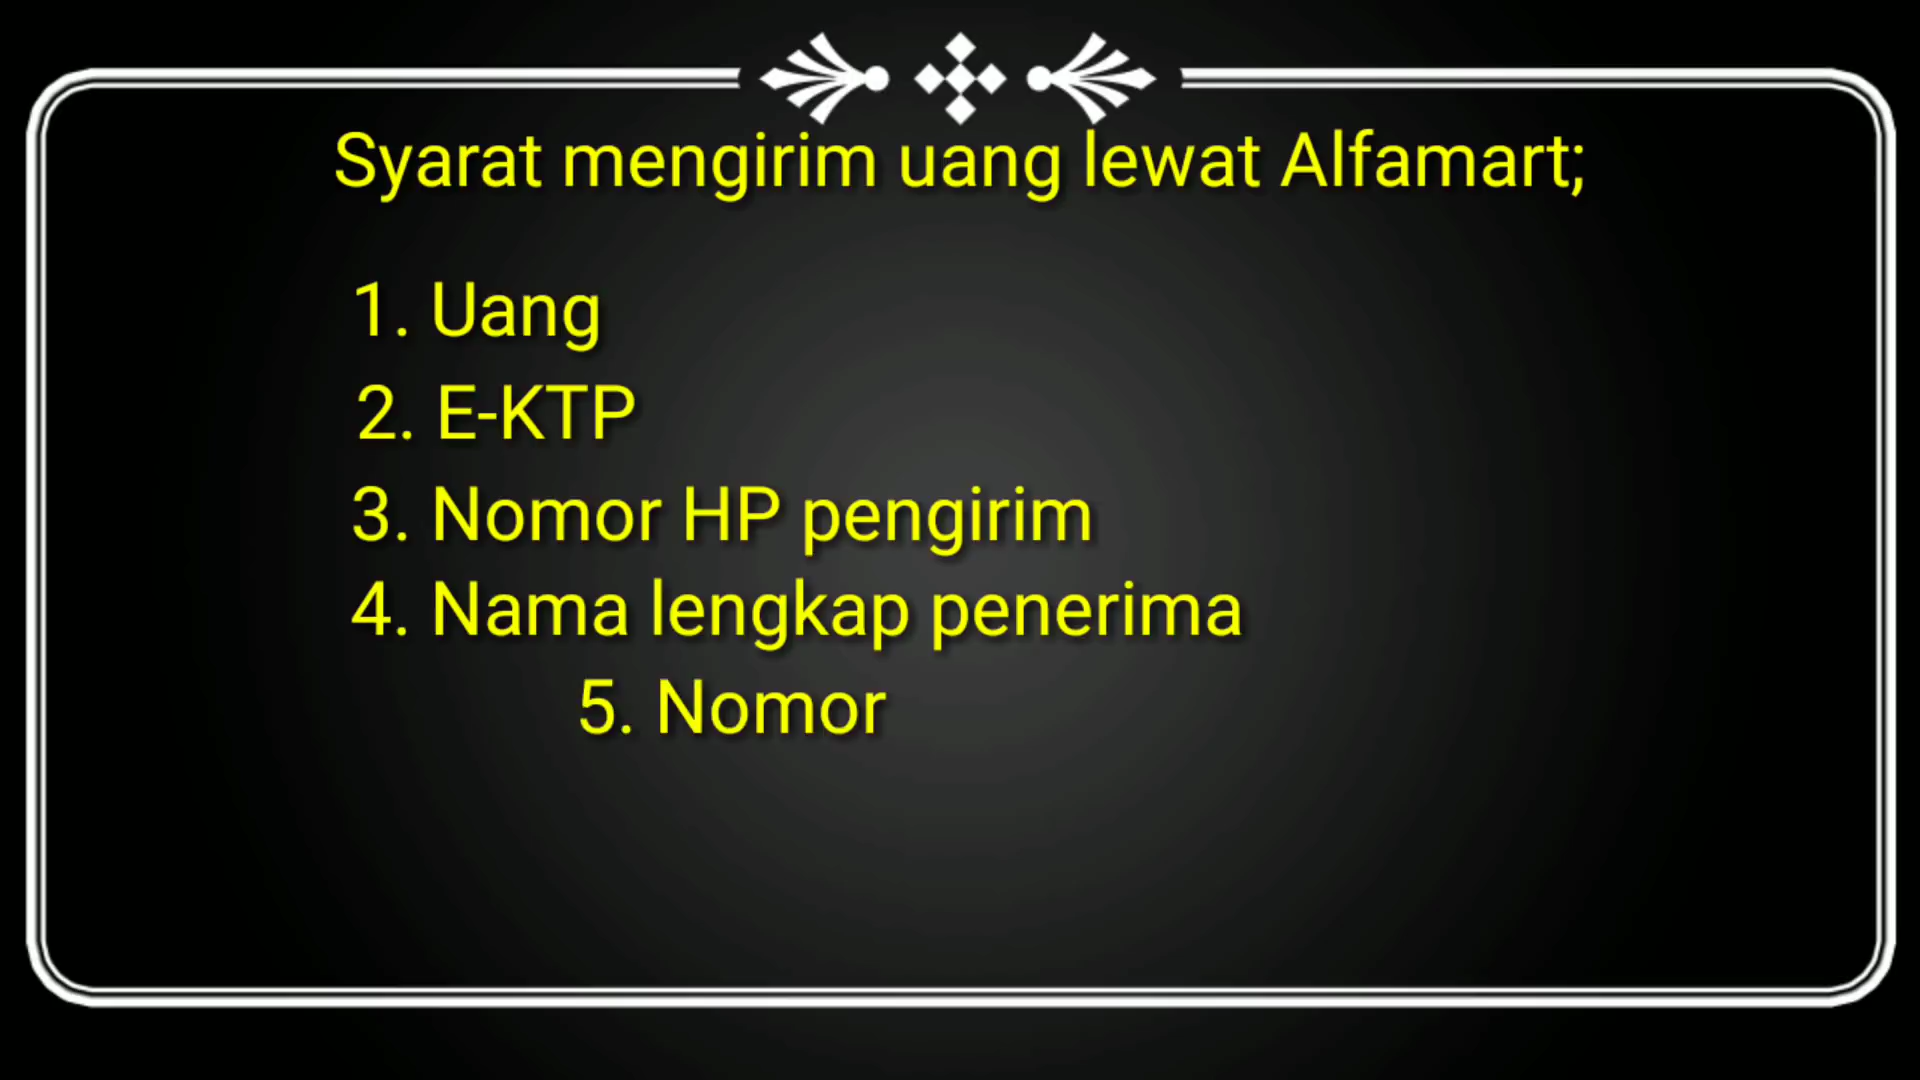 Syarat mengirim uang lewat Alfamart;
1. Uang
2. E-KTP
3. Nomor HP pengirim
4. Nama lengkap penerima
5. Nomor